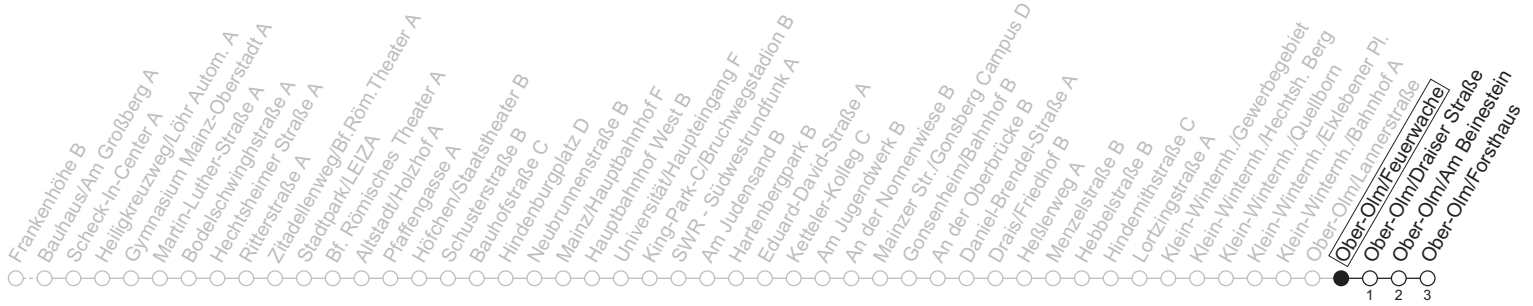 Frankenhöhe B
Bauhaus/Am Großberg A
Scheck-In-Center A
Heiligkreuzweg/Löhr Autom. A
Gymnasium Mainz-Oberstadt A
Martin-Luther-Straße A
Bodelschwinghstraße A
Hechtsheimer Straße A
Ritterstraße A
Zitadellenweg/Bf.Röm.Theater A
Stadtpark/LEIZA
Bf. Römisches Theater A
Altstadt/Holzhof A
Pfaffengasse A
Höfchen/Staatstheater B
Schusterstraße B
Bauhofstraße C
Hindenburgplatz D
Neubrunnenstraße B
Mainz/Hauptbahnhof F
Hauptbahnhof West B
Universität/Haupteingang F
King-Park-C/Bruchwegstadion B
SWR - Südwestrundfunk A
Am Judensand B
Hartenbergpark B
Eduard-David-Straße A
Ketteler-Kolleg C
Am Jugendwerk B
An der Nonnenwiese B
Mainzer Str./Gonsberg Campus D
Gonsenheim/Bahnhof B
An der Oberbrücke B
Daniel-Brendel-Straße A
Drais/Friedhof B
Heßlerweg A
Menzelstraße B
Hebbelstraße B
Hindemithstraße C
Lortzingstraße A
Klein-Winternh./Gewerbegebiet
Klein-Winternh./Hechtsh. Berg
Klein-Winternh./Quellborn
Klein-Winternh./Exlebener Pl.
Klein-Winternh./Bahnhof A
Ober-Olm/Lannerstraße
Ober-Olm/Feuerwache
Ober-Olm/Draiser Straße
Ober-Olm/Am Beinestein
Ober-Olm/Forsthaus
1 2 3